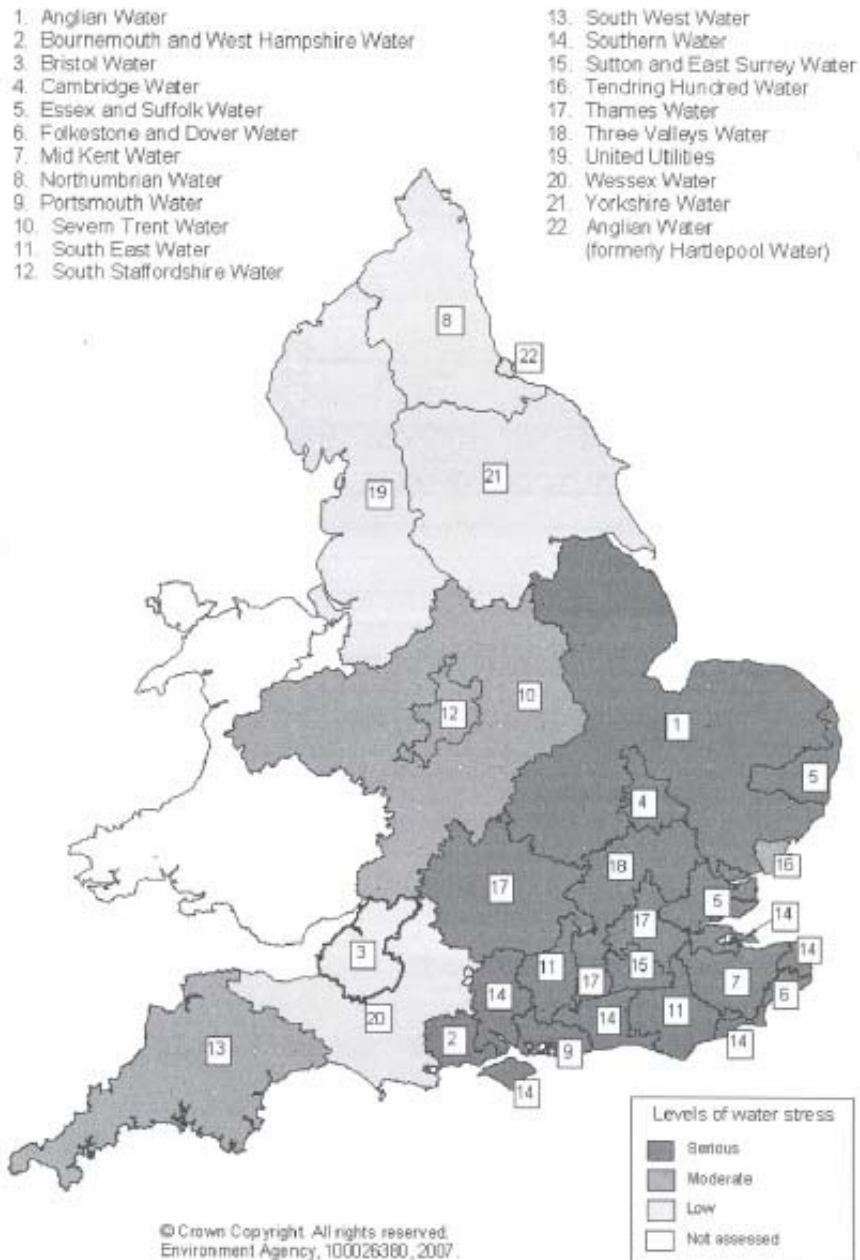 1. Anglian Water
2. Bournemouth and West Hampshire Water
3. Bristol Water
4. Cambridge Water
5. Essex and Suffolk Water
6. Folkestone and Dover Water
7. Mid Kent Water
8. Northumbrian Water
9. Portsmouth Water
10. Severn Trent Water
11. South East Water
12. South Staffordshire Water
13. South West Water
14. Southern Water
15. Sutton and East Surrey Water
16. Tendring Hundred Water
17. Thames Water
18. Three Valleys Water
19. United Utilities
20. Wessex Water
21. Yorkshire Water
22. Anglian Water
(formerly Hartlepool Water)
8
22
21
19
10
12
1
5
4
16
18
17
5
17
14
3
14
11
17
15
7
6
14
20
14
11
2
13
9
14
14
Levels of water stress
Serious
Moderate
Low
Not assessed
© Crown Copyright. All rights reserved.
Environment Agency, 100026380, 2007.